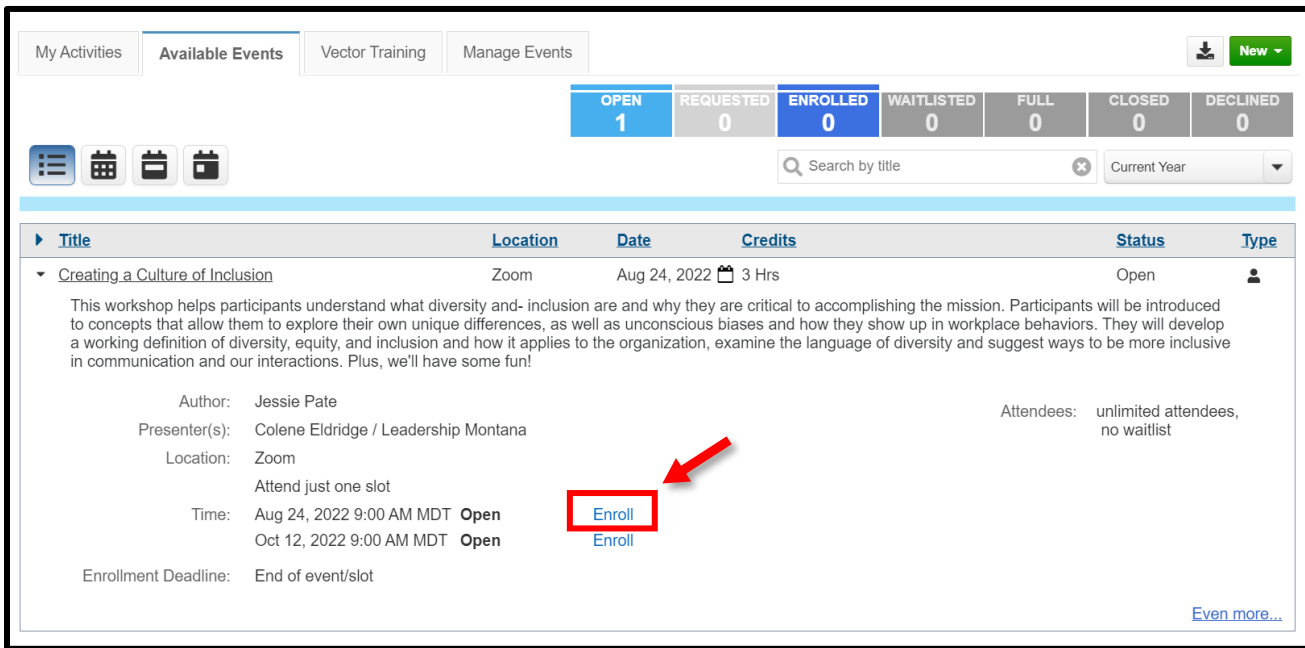 My Activities Available Events Vector Training Manage Events New
OPEN REQUESTED ENROLLED WAITLISTED FULL CLOSED DECLINED
1 0 0 0 0 0 0
Search by title Current Year
Title Location Date Credits Status Type
Creating a Culture of Inclusion Zoom Aug 24, 2022 3 Hrs Open
This workshop helps participants understand what diversity and- inclusion are and why they are critical to accomplishing the mission. Participants will be introduced
to concepts that allow them to explore their own unique differences, as well as unconscious biases and how they show up in workplace behaviors. They will develop
a working definition of diversity, equity, and inclusion and how it applies to the organization, examine the language of diversity and suggest ways to be more inclusive
in communication and our interactions. Plus, we'll have some fun!
Author: Jessie Pate Attendees: unlimited attendees,
Presenter(s): Colene Eldridge / Leadership Montana no waitlist
Location: Zoom
Attend just one slot
Time: Aug 24, 2022 9:00 AM MDT Open Enroll
Oct 12, 2022 9:00 AM MDT Open Enroll
Enrollment Deadline: End of event/slot
Even more...